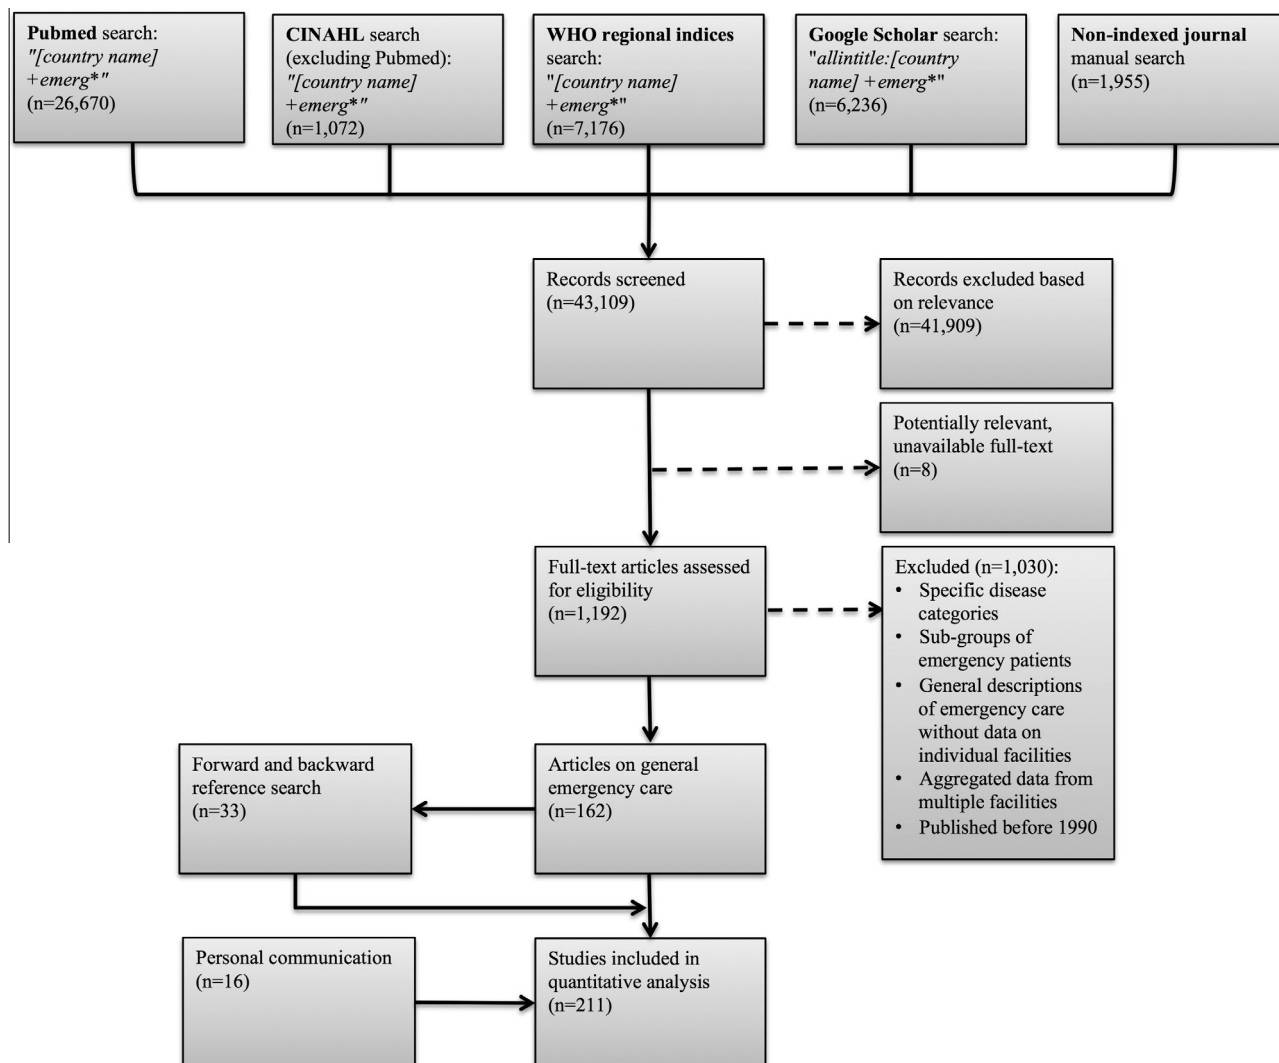 Pubmed search:
"[country name]
+emerg*"
(n=26,670)
CINAHL search
(excluding Pubmed):
"[country name]
+emerg*"
(n=1,072)
WHO regional indices
search:
"[country name]
+emerg*"
(n=7,176)
Google Scholar search:
"allintitle:[country
name] +emerg*"
(n=6,236)
Non-indexed journal
manual search
(n=1,955)
Records screened
(n=43,109)
Records excluded based
on relevance
(n=41,909)
Potentially relevant,
unavailable full-text
(n=8)
Full-text articles assessed
for eligibility
(n=1,192)
Excluded (n=1,030):
• Specific disease
categories
• Sub-groups of
emergency patients
• General descriptions
of emergency care
without data on
individual facilities
• Aggregated data from
multiple facilities
• Published before 1990
Forward and backward
reference search
(n=33)
Articles on general
emergency care
(n=162)
Personal communication
(n=16)
Studies included in
quantitative analysis
(n=211)